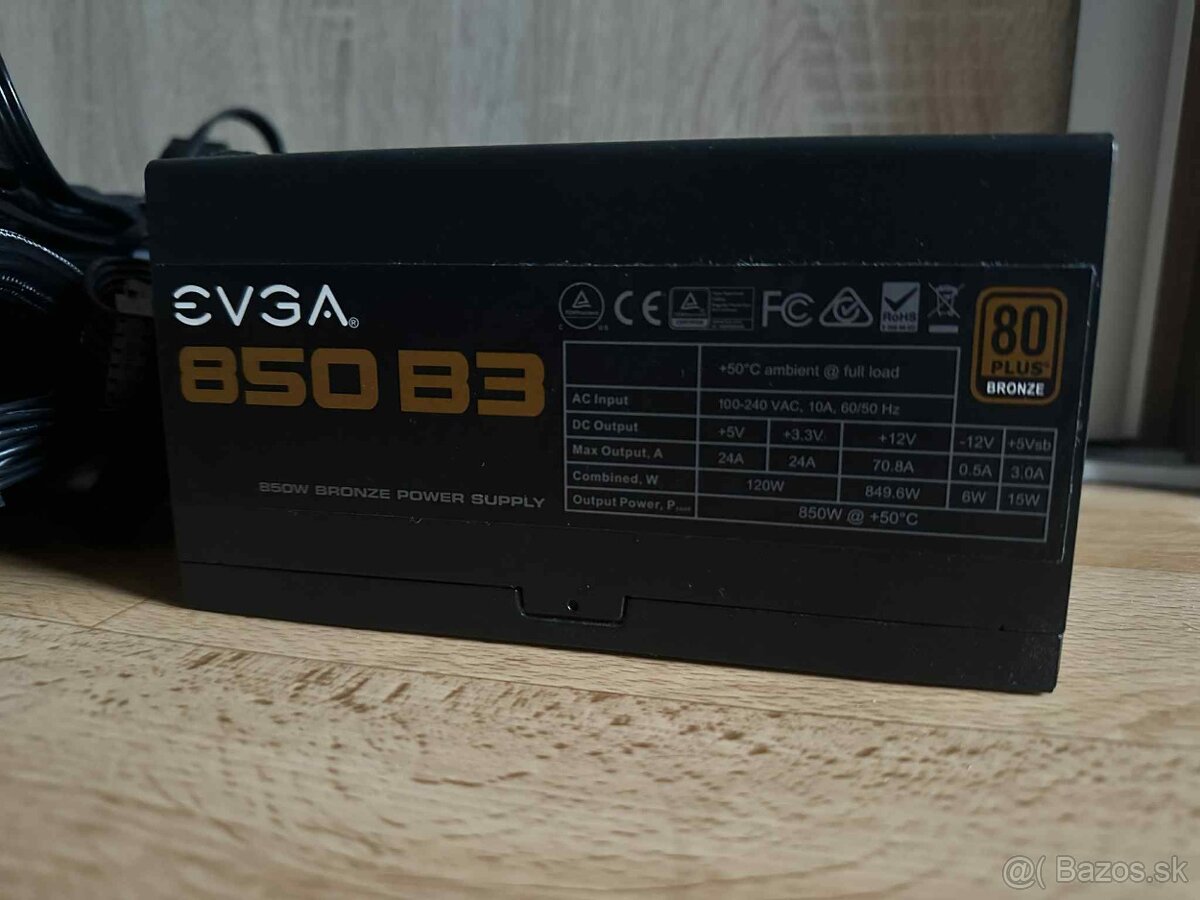 EVGA®
850 B3
850W BRONZE POWER SUPPLY
CE
FC
RoHS
80
PLUS
BRONZE
+50°C ambient @ full load
AC Input 100-240 VAC, 10A, 60/50 Hz
DC Output +5V +3.3V +12V -12V +5Vsb
Max Output, A 24A 24A 70.8A 0.5A 3.0A
Combined, W 120W 849.6W 6W 15W
Output Power, P 850W @ +50°C
@( Bazos.sk